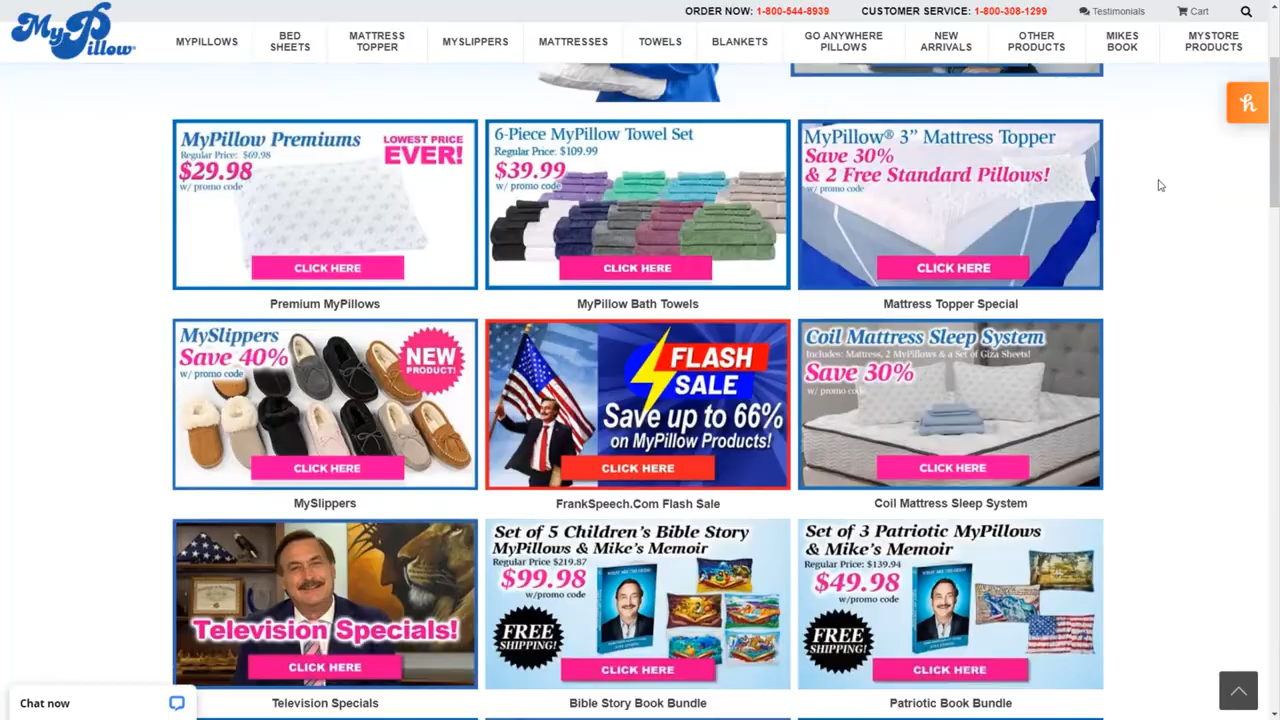 ORDER NOW: 1-800-544-8939
CUSTOMER SERVICE: 1-800-308-1299
Testimonials
Cart
MyPillow®
MYPILLOWS
BED SHEETS
MATTRESS TOPPER
MYSLIPPERS
MATTRESSES
TOWELS
BLANKETS
GO ANYWHERE PILLOWS
NEW ARRIVALS
OTHER PRODUCTS
MIKES BOOK
MYSTORE PRODUCTS
MyPillow Premiums
Regular Price: $69.98
$29.98
w/ promo code
LOWEST PRICE
EVER!
CLICK HERE
Premium MyPillows
6-Piece MyPillow Towel Set
Regular Price: $109.99
$39.99
w/ promo code
CLICK HERE
MyPillow Bath Towels
MyPillow® 3” Mattress Topper
Save 30%
& 2 Free Standard Pillows!
w/ promo code
CLICK HERE
Mattress Topper Special
MySlippers
Save 40%
w/ promo code
NEW
PRODUCT!
CLICK HERE
MySlippers
FLASH
SALE
Save up to 66%
on MyPillow Products!
CLICK HERE
FrankSpeech.Com Flash Sale
Coil Mattress Sleep System
Includes: Mattress, 2 MyPillows & a Set of Giza Sheets!
Save 30%
w/ promo code
CLICK HERE
Coil Mattress Sleep System
Television Specials!
CLICK HERE
Television Specials
Set of 5 Children’s Bible Story
MyPillows & Mike’s Memoir
Regular Price $219.87
$99.98
w/promo code
FREE
SHIPPING!
CLICK HERE
Bible Story Book Bundle
Set of 3 Patriotic MyPillows
& Mike’s Memoir
Regular Price: $139.94
$49.98
w/promo code
FREE
SHIPPING!
CLICK HERE
Patriotic Book Bundle
Chat now